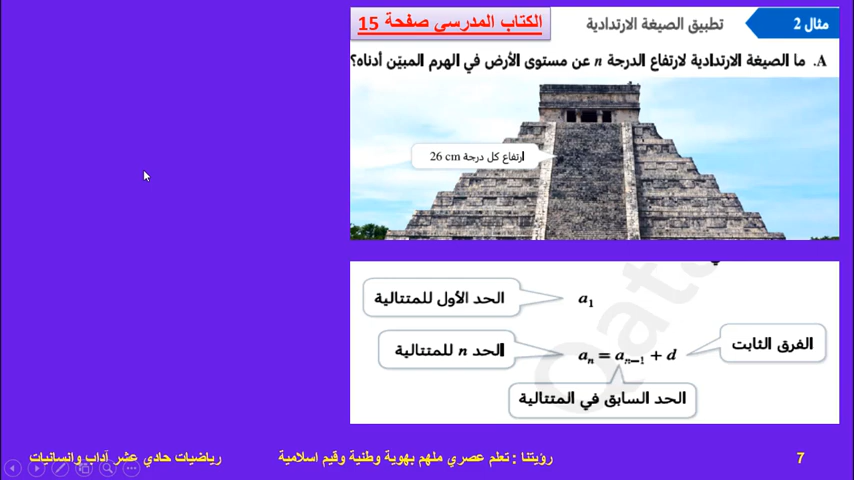 الكتاب المدرسي صفحة 15
مثال 2
تطبيق الصيغة الارتدادية
A. ما الصيغة الارتدادية لارتفاع الدرجة n عن مستوى الأرض في الهرم المبيّن أدناه؟
ارتفاع كل درجة 26 cm
الحد الأول للمتتالية
a₁
الفرق الثابت
الحد n للمتتالية
aₙ = aₙ₋₁ + d
الحد السابق في المتتالية
Qata
رؤيتنا : تعلم عصري ملهم بهوية وطنية وقيم اسلامية
رياضيات حادي عشر آداب وانسانيات
7